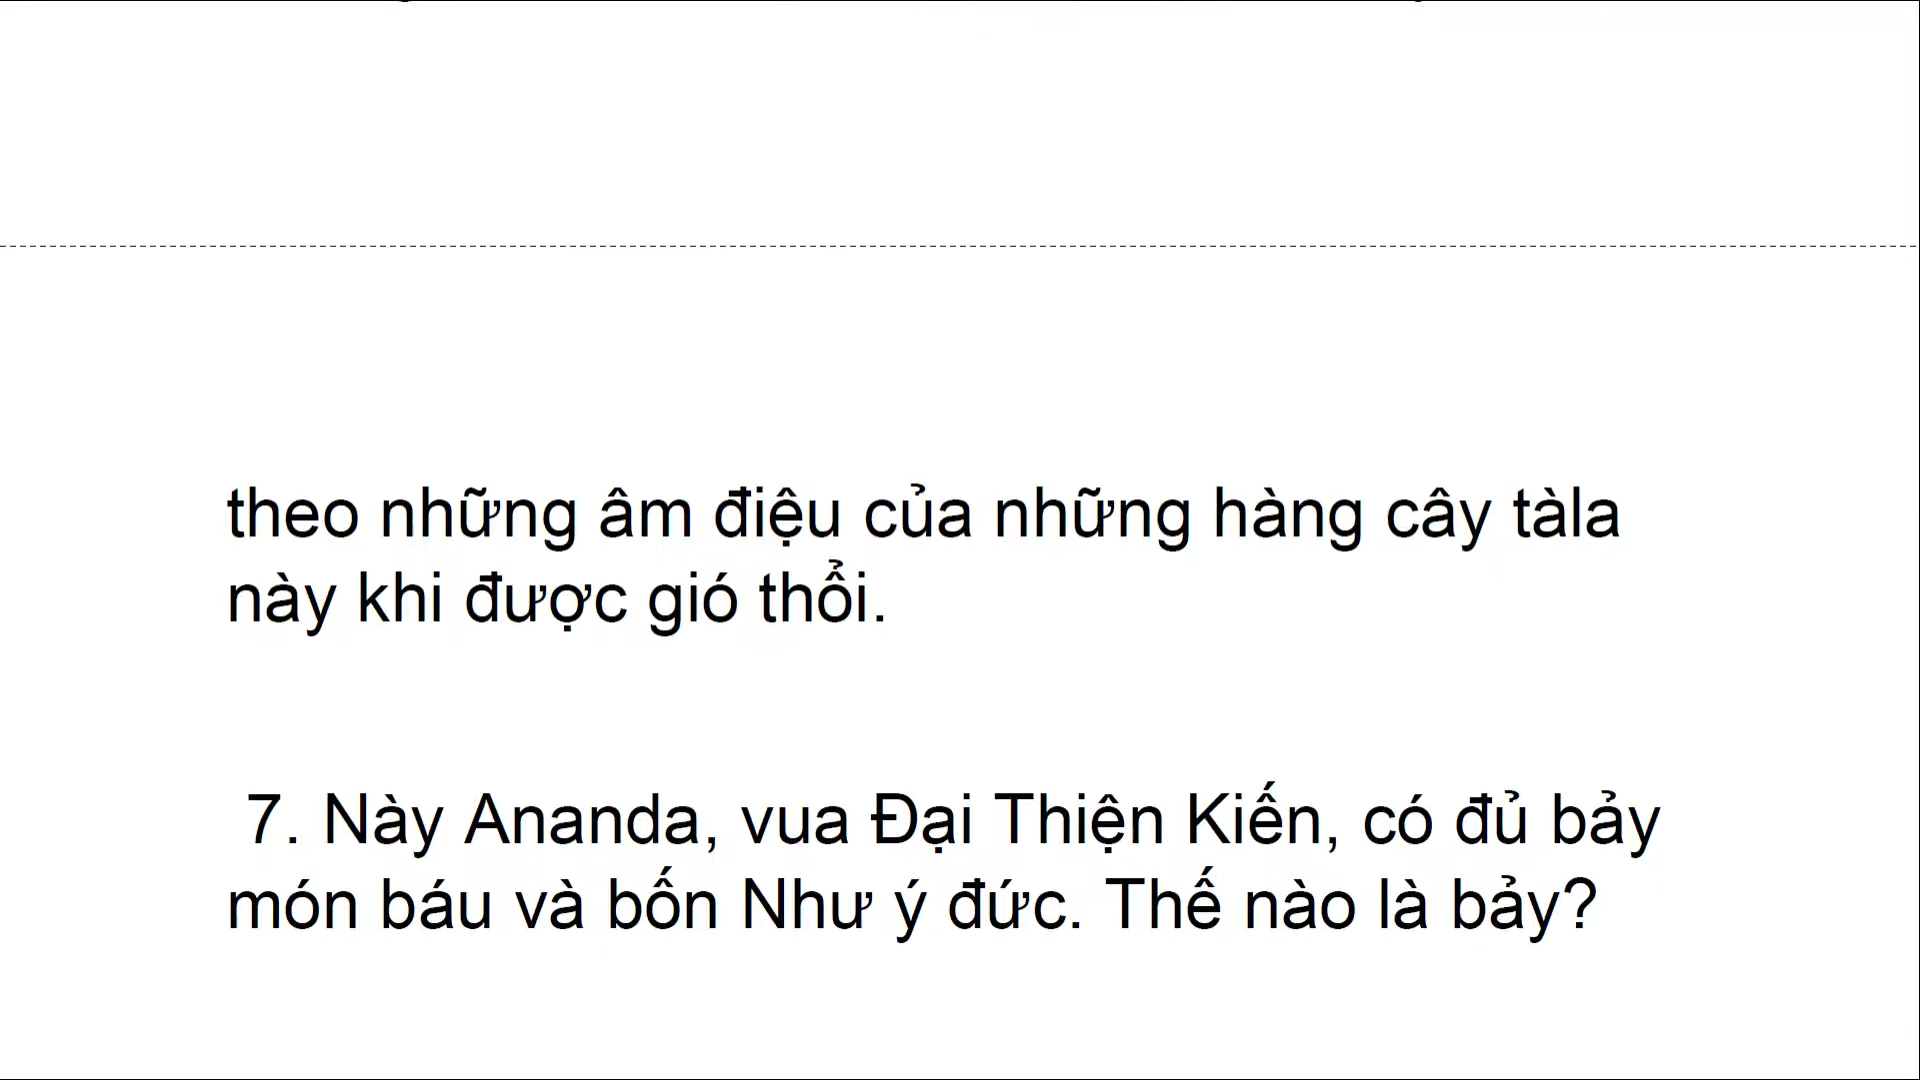 theo những âm điệu của những hàng cây tàla
này khi được gió thổi.
7. Này Ananda, vua Đại Thiện Kiến, có đủ bảy
món báu và bốn Như ý đức. Thế nào là bảy?